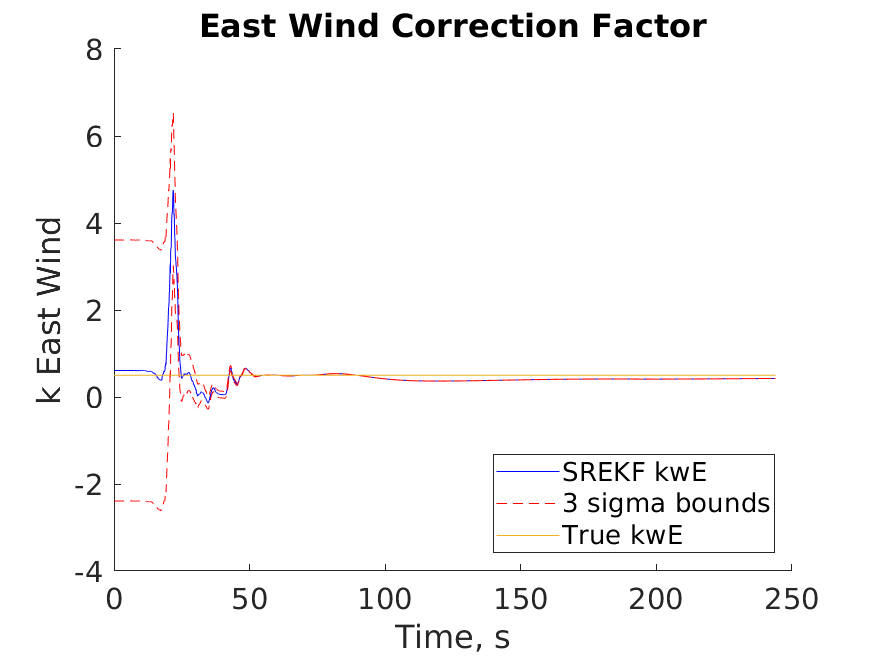 East Wind Correction Factor
8
6
4
2
0
-2
-4
k East Wind
SREKF kwE
3 sigma bounds
True kwE
0 50 100 150 200 250
Time, s